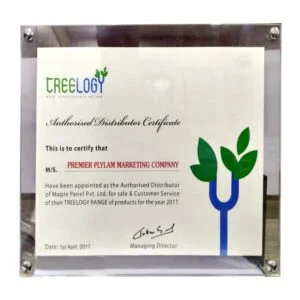 TREELOGY
Authorised Distributor Certificate
This is to certify that
M/S. PREMIER PLYLAM MARKETING COMPANY
Have been appointed as the Authorised Distributor
of Maple Panel Pvt. Ltd. for sale & Customer Service
of their TREELOGY RANGE of products for the year 2017.
Date: 1st April, 2017
Managing Director